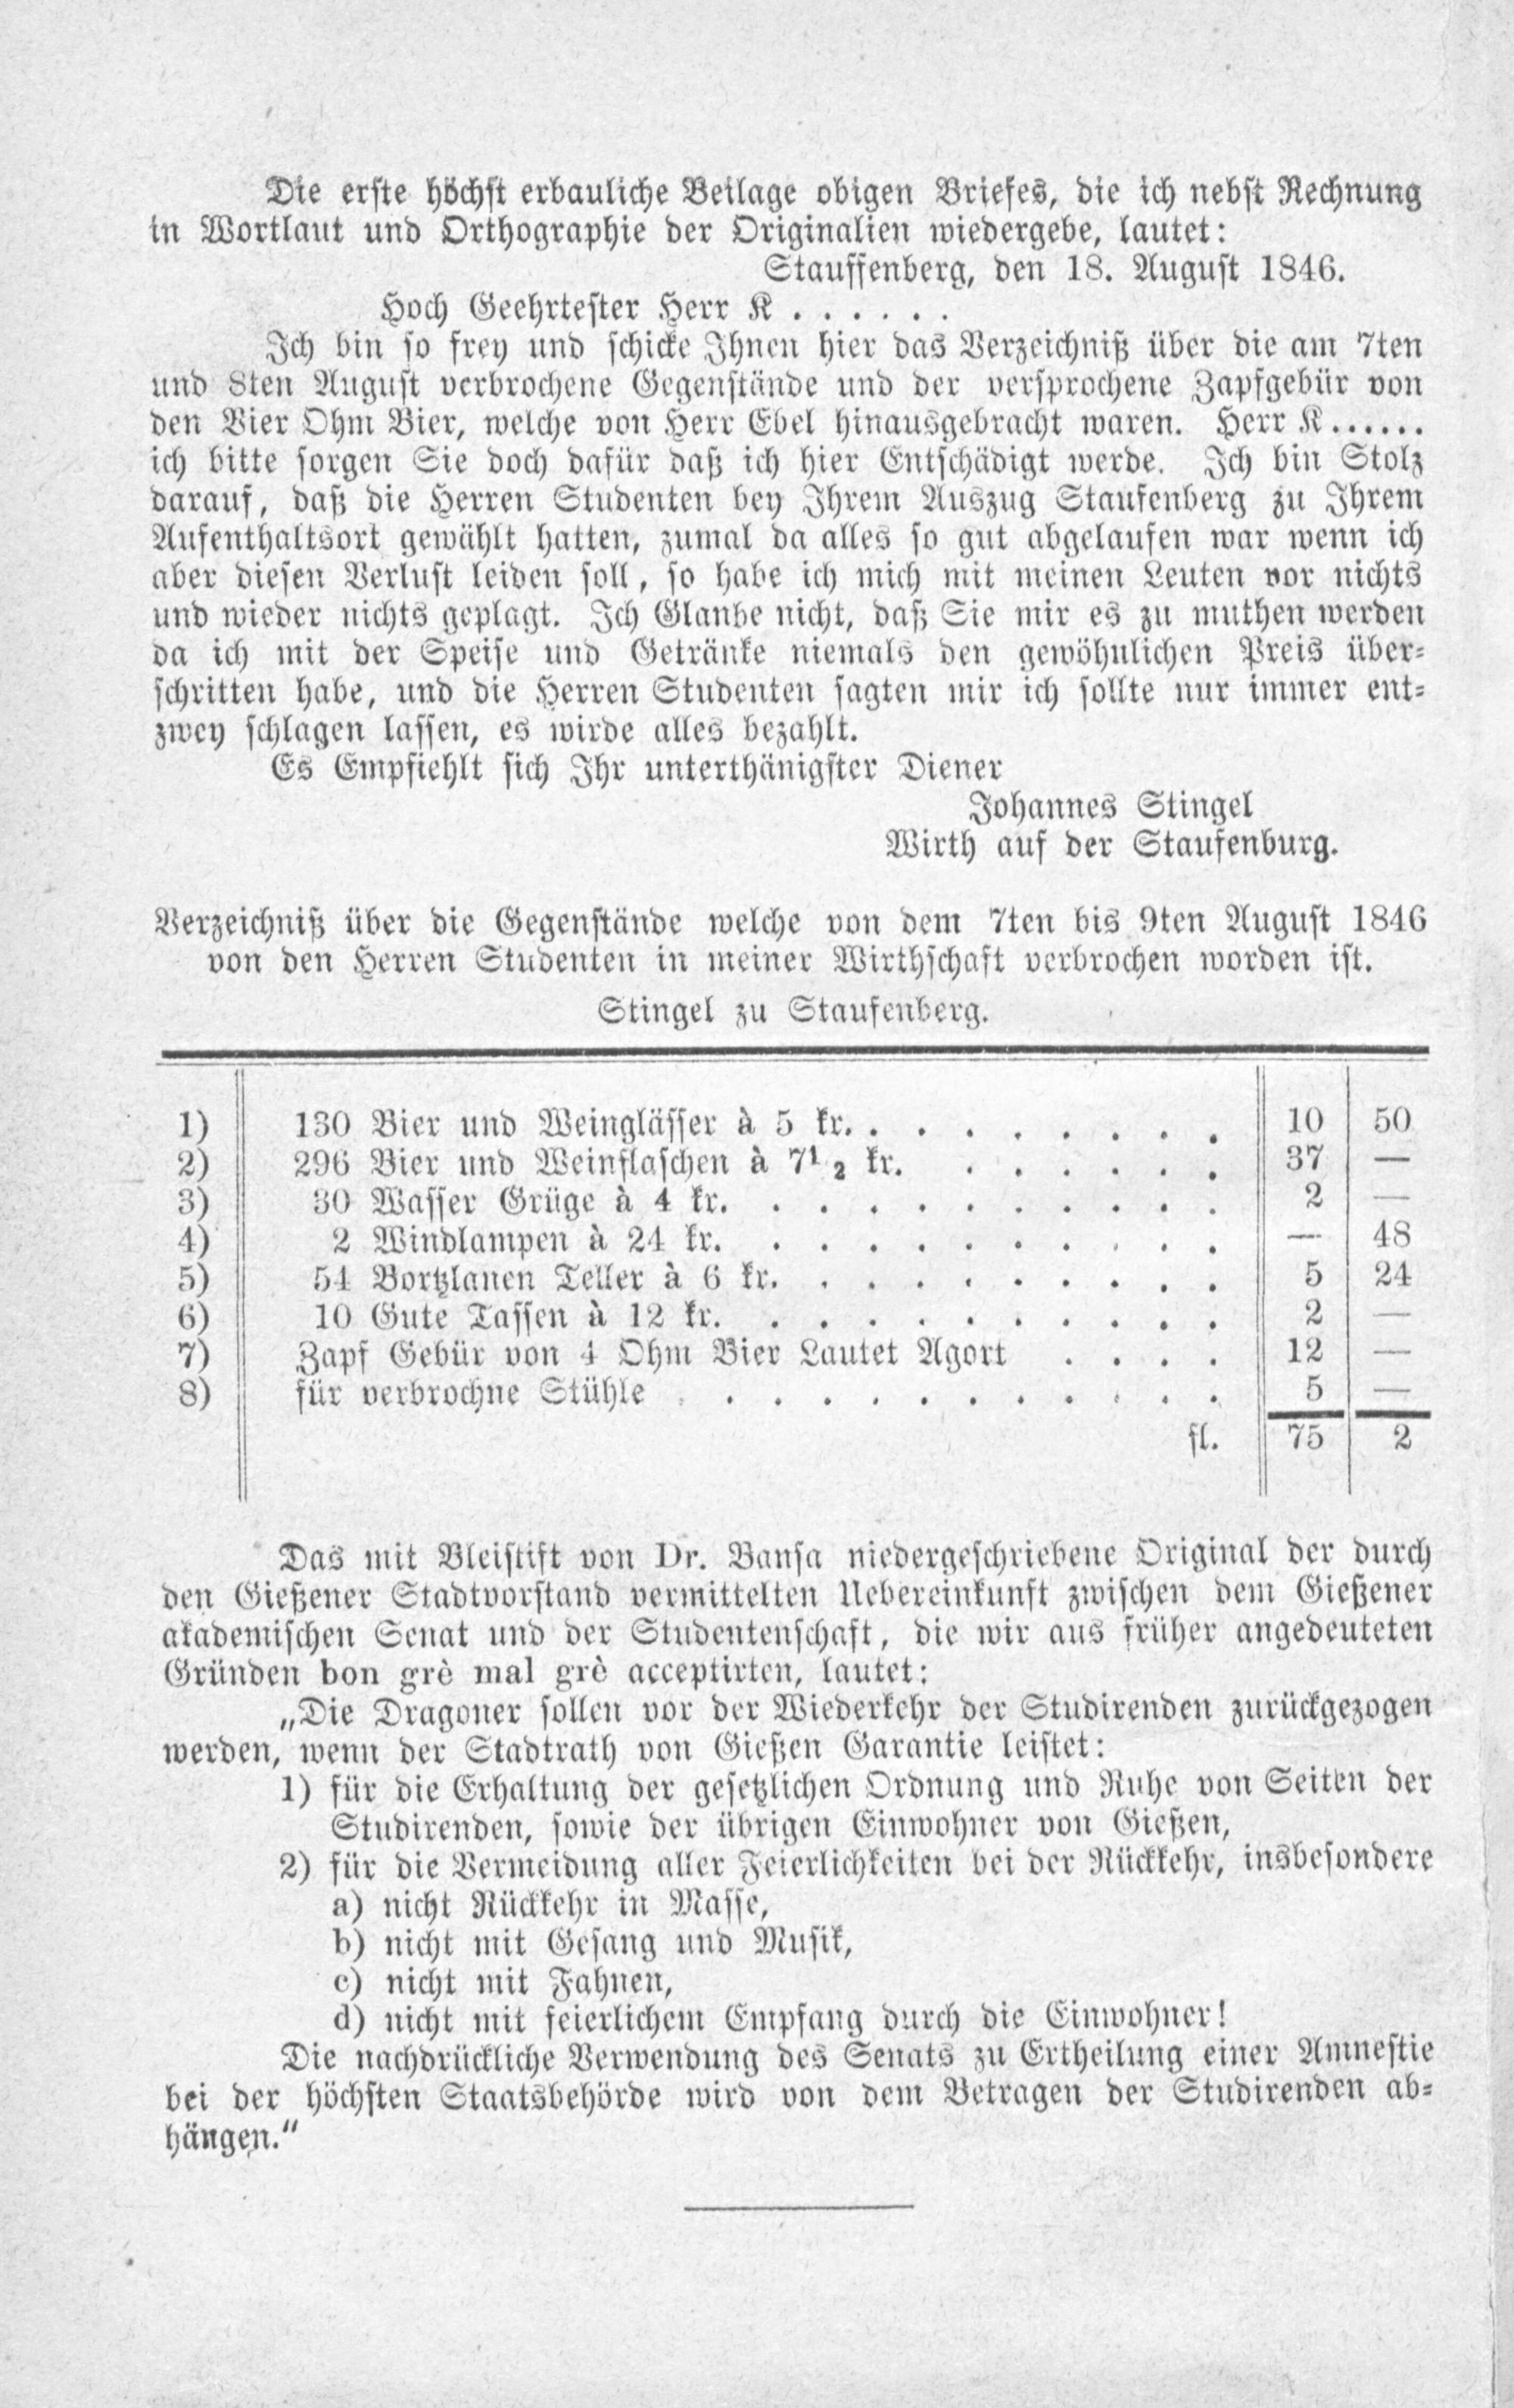 Die erste höchst erbauliche Beilage obigen Briefes, die ich nebst Rechnung
in Wortlaut und Orthographie der Originalien wiedergebe, lautet:
Stauffenberg, den 18. August 1846.
Hoch Geehrtester Herr K . . . . . .
Ich bin so frey und schicke Ihnen hier das Verzeichniß über die am 7ten
und 8ten August verbrochene Gegenstände und der versprochene Zapfgebür von
den Vier Ohm Bier, welche von Herr Ebel hinausgebracht waren. Herr K......
ich bitte sorgen Sie doch dafür daß ich hier Entschädigt werde. Ich bin Stolz
darauf, daß die Herren Studenten bey Ihrem Auszug Staufenberg zu Ihrem
Aufenthaltsort gewählt hatten, zumal da alles so gut abgelaufen war wenn ich
aber diesen Verlust leiden soll, so habe ich mich mit meinen Leuten vor nichts
und wieder nichts geplagt. Ich Glaube nicht, daß Sie mir es zu muthen werden
da ich mit der Speise und Getränke niemals den gewöhnlichen Preis über-
schritten habe, und die Herren Studenten sagten mir ich sollte nur immer ent-
zwey schlagen lassen, es wirde alles bezahlt.
Es Empfiehlt sich Ihr unterthänigster Diener
Johannes Stingel
Wirth auf der Staufenburg.
Verzeichniß über die Gegenstände welche von dem 7ten bis 9ten August 1846
von den Herren Studenten in meiner Wirthschaft verbrochen worden ist.
Stingel zu Staufenberg.
1) 130 Bier und Weinglässer à 5 kr. . . . . . . . . 10 50
2) 296 Bier und Weinflaschen à 7 1/2 kr. . . . . . . 37 —
3) 30 Wasser Grüge à 4 kr. . . . . . . . . . . 2 —
4) 2 Windlampen à 24 kr. . . . . . . . . . . — 48
5) 54 Bortzlanen Teller à 6 kr. . . . . . . . . . 5 24
6) 10 Gute Tassen à 12 kr. . . . . . . . . . . 2 —
7) Zapf Gebür von 4 Ohm Bier Lautet Agort . . . . 12 —
8) für verbrochne Stühle . . . . . . . . . . . . 5 —
fl. 75 2
Das mit Bleistift von Dr. Bansa niedergeschriebene Original der durch
den Gießener Stadtvorstand vermittelten Uebereinkunft zwischen dem Gießener
akademischen Senat und der Studentenschaft, die wir aus früher angedeuteten
Gründen bon grè mal grè acceptirten, lautet:
„Die Dragoner sollen vor der Wiederkehr der Studirenden zurückgezogen
werden, wenn der Stadtrath von Gießen Garantie leistet:
1) für die Erhaltung der gesetzlichen Ordnung und Ruhe von Seiten der
Studirenden, sowie der übrigen Einwohner von Gießen,
2) für die Vermeidung aller Feierlichkeiten bei der Rückkehr, insbesondere
a) nicht Rückkehr in Masse,
b) nicht mit Gesang und Musik,
c) nicht mit Fahnen,
d) nicht mit feierlichem Empfang durch die Einwohner!
Die nachdrückliche Verwendung des Senats zu Ertheilung einer Amnestie
bei der höchsten Staatsbehörde wird von dem Betragen der Studirenden ab-
hängen.“